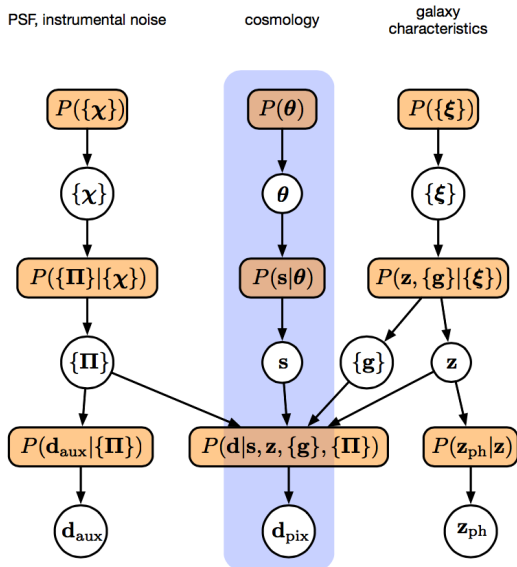 PSF, instrumental noise cosmology galaxy
characteristics
P({χ}) P(θ) P({ξ})
{χ} θ {ξ}
P({Π}|{χ}) P(s|θ) P(z, {g}|{ξ})
{Π} s {g} z
P(d_aux|{Π}) P(d|s, z, {g}, {Π}) P(z_ph|z)
d_aux d_pix z_ph